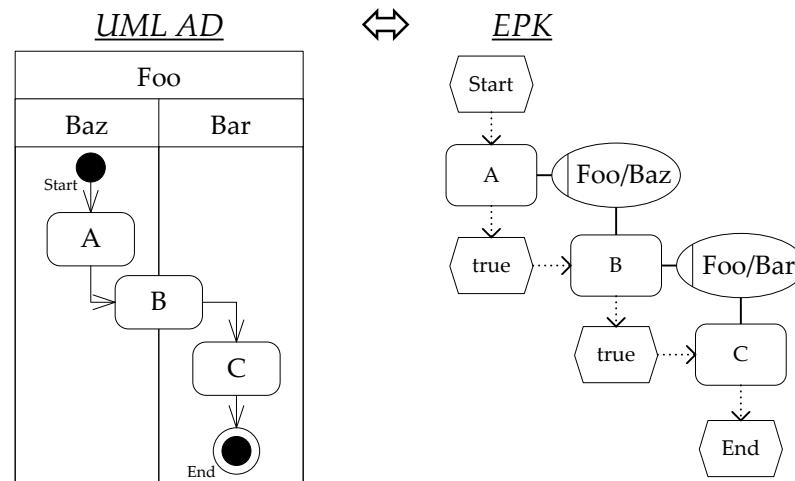 UML AD
EPK
Foo
Baz
Bar
Start
A
B
C
End
Start
A
Foo/Baz
true
B
Foo/Bar
true
C
End